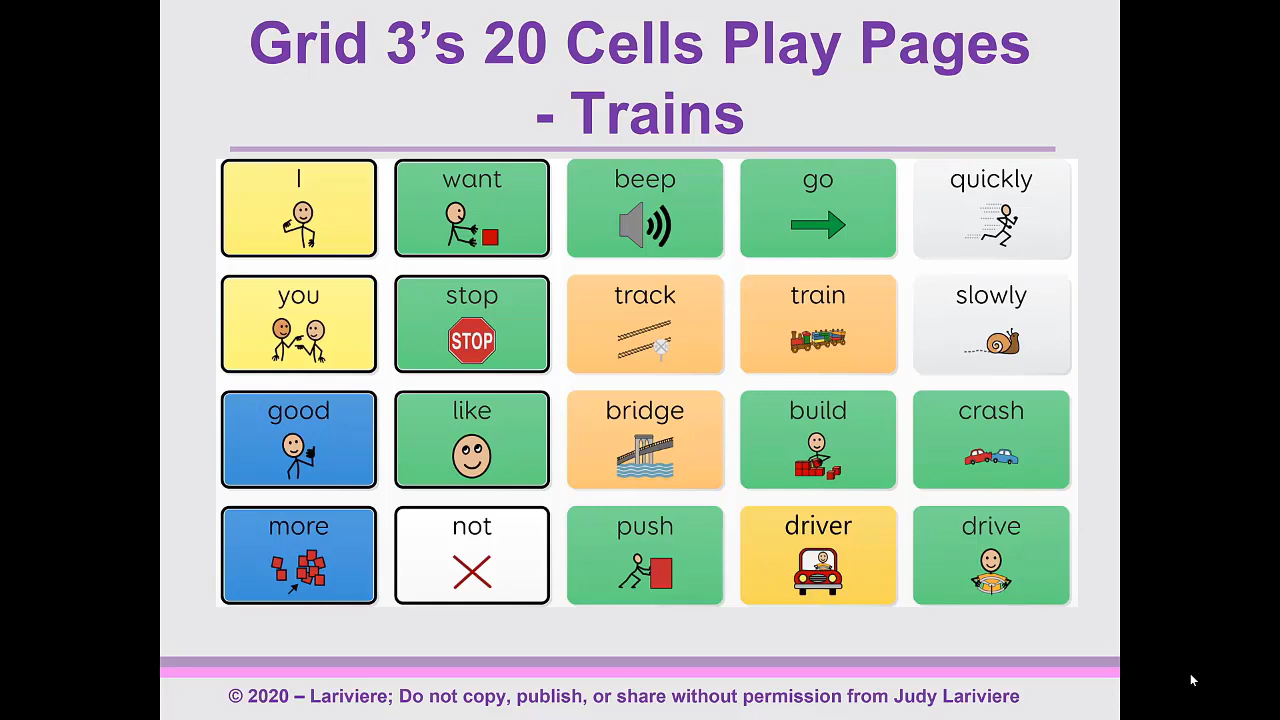 Grid 3’s 20 Cells Play Pages
- Trains
I want beep go quickly
you stop track train slowly
STOP
good like bridge build crash
more not push driver drive
© 2020 – Lariviere; Do not copy, publish, or share without permission from Judy Lariviere